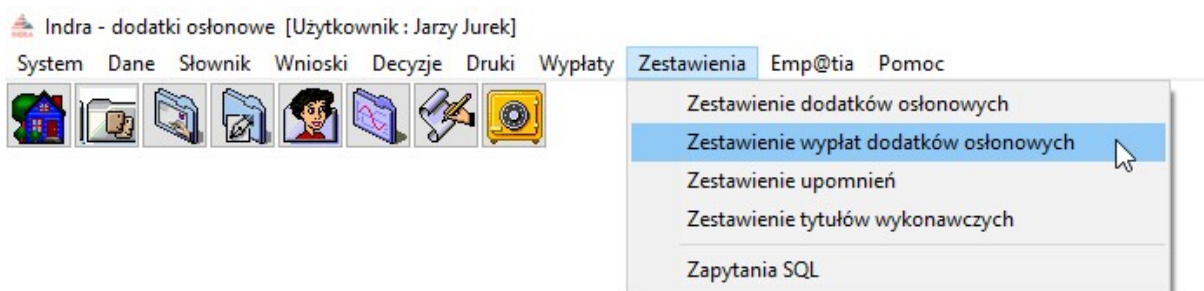 Indra - dodatki osłonowe [Użytkownik : Jarzy Jurek]
System Dane Słownik Wnioski Decyzje Druki Wypłaty Zestawienia Emp@tia Pomoc
INDRA
Zestawienie dodatków osłonowych
Zestawienie wypłat dodatków osłonowych
Zestawienie upomnień
Zestawienie tytułów wykonawczych
Zapytania SQL